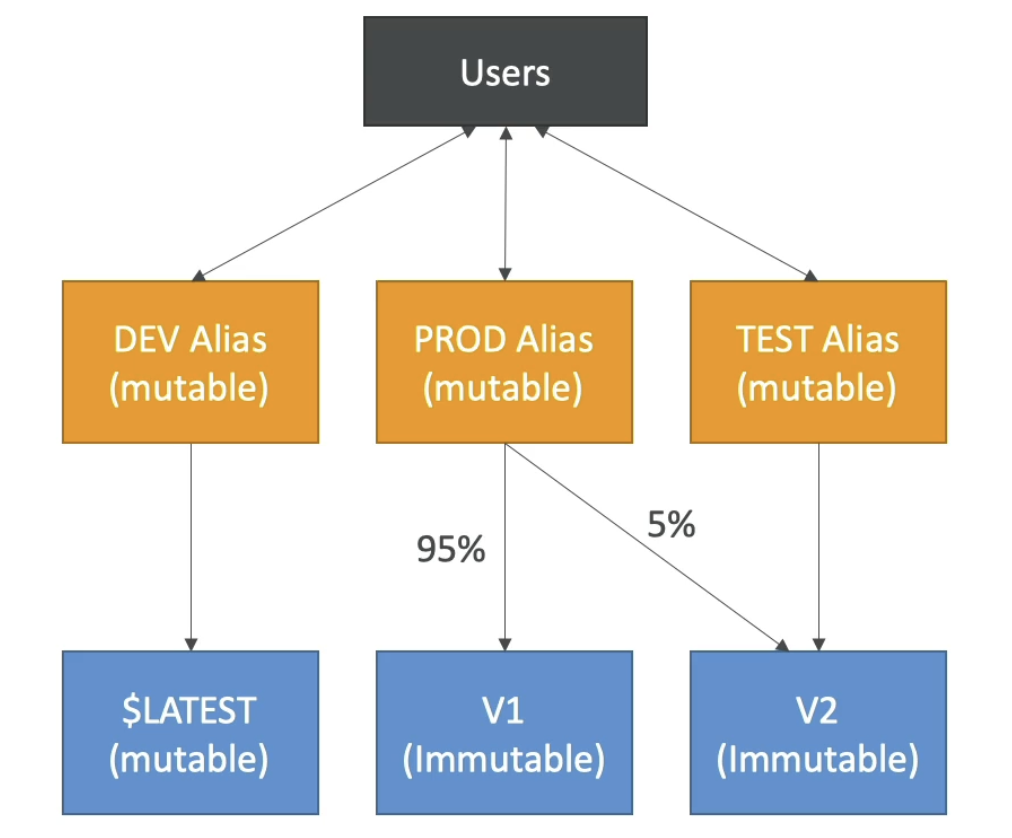 Users
DEV Alias
(mutable)
PROD Alias
(mutable)
TEST Alias
(mutable)
95%
5%
$LATEST
(mutable)
V1
(Immutable)
V2
(Immutable)